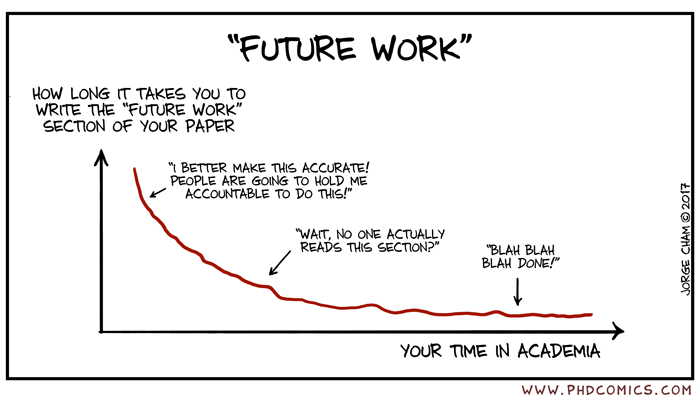 "FUTURE WORK"
HOW LONG IT TAKES YOU TO
WRITE THE "FUTURE WORK"
SECTION OF YOUR PAPER
"I BETTER MAKE THIS ACCURATE!
PEOPLE ARE GOING TO HOLD ME
ACCOUNTABLE TO DO THIS!"
"WAIT, NO ONE ACTUALLY
READS THIS SECTION?"
"BLAH BLAH
BLAH DONE!"
YOUR TIME IN ACADEMIA
JORGE CHAM © 2017
WWW.PHDCOMICS.COM